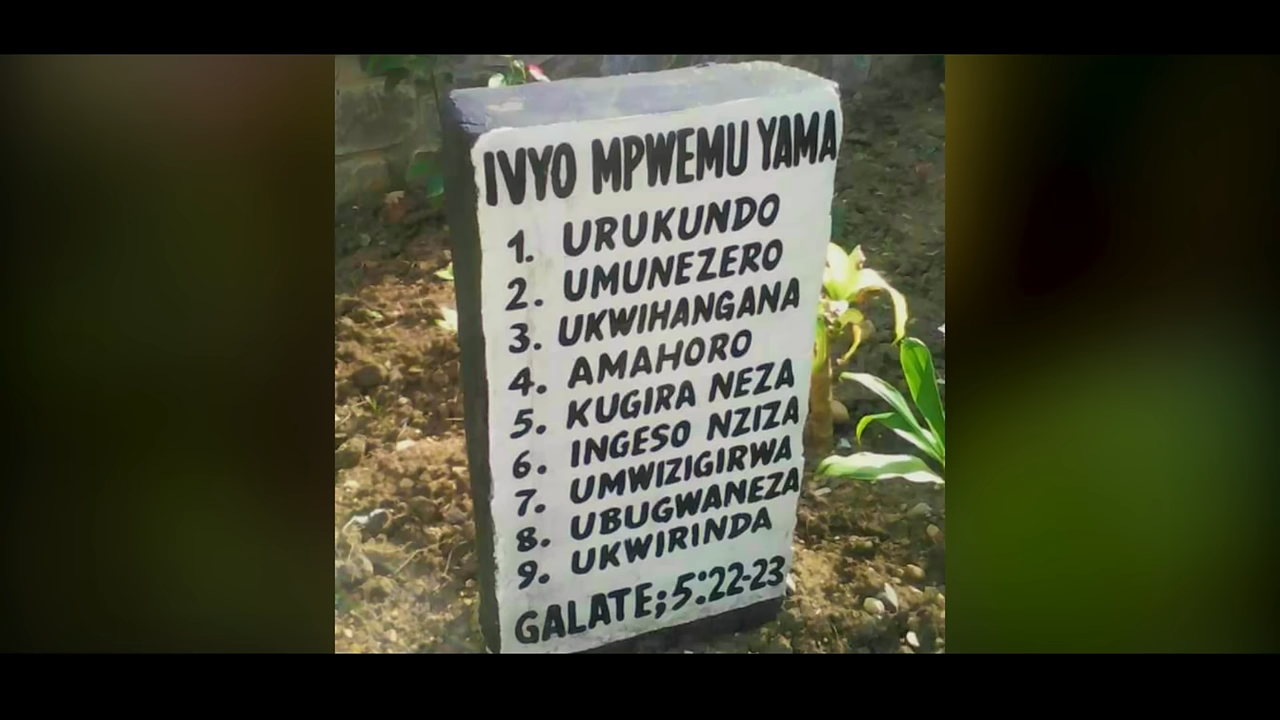 IVYO MPWEMU YAMA
1. URUKUNDO
2. UMUNEZERO
3. UKWIHANGANA
4. AMAHORO
5. KUGIRA NEZA
6. INGESO NZIZA
7. UMWIZIGIRWA
8. UBUGWANEZA
9. UKWIRINDA
GALATE; 5:22-23